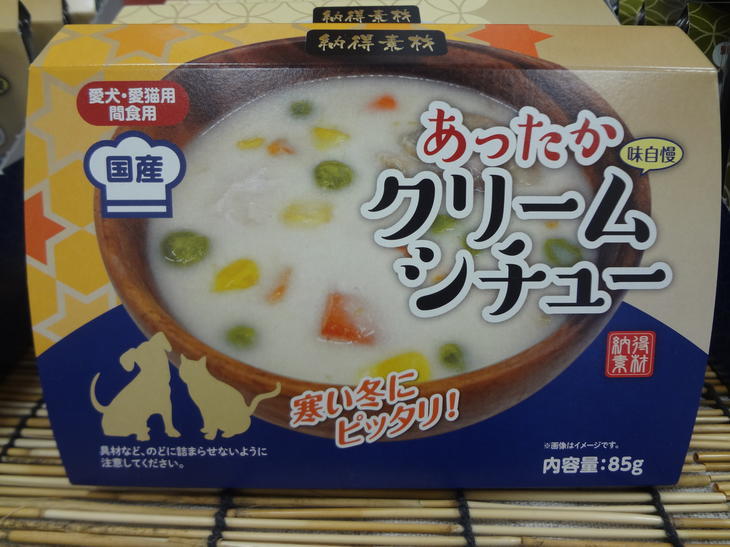 納得素材
納得素材
愛犬・愛猫用
間食用
国産
あったか
味自慢
クリーム
シチュー
納得
素材
寒い冬に
ピッタリ!
具材など、のどに詰まらせないように
注意してください。
※画像はイメージです。
内容量:85g